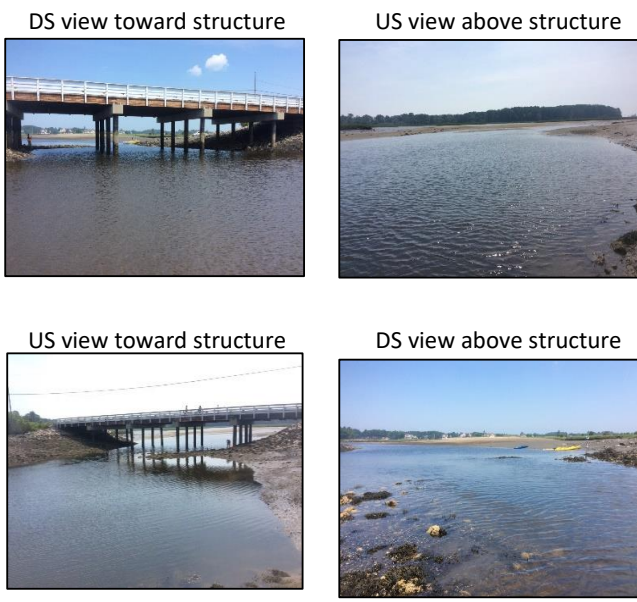 DS view toward structure
US view above structure
US view toward structure
DS view above structure